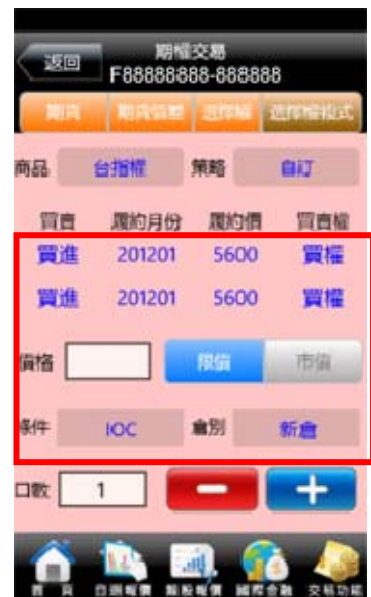 返回
期權交易
F88888888-888888
期貨 期貨價差 選擇權 選擇權複式
商品 台指權 策略 自訂
買賣 履約月份 履約價 買賣權
買進 201201 5600 買權
買進 201201 5600 買權
價格 限價 市價
條件 IOC 倉別 新倉
口數 1
首頁 自選報價 類股報價 國際金融 交易功能